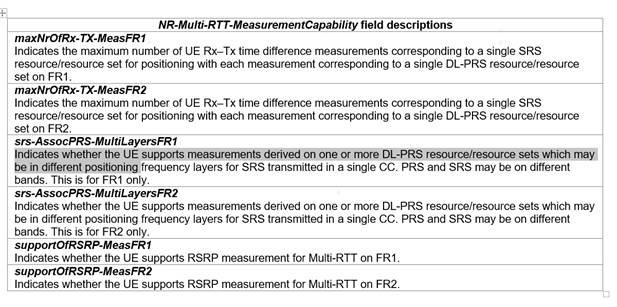 NR-Multi-RTT-MeasurementCapability field descriptions
maxNrOfRx-TX-MeasFR1
Indicates the maximum number of UE Rx–Tx time difference measurements corresponding to a single SRS
resource/resource set for positioning with each measurement corresponding to a single DL-PRS resource/resource
set on FR1.
maxNrOfRx-TX-MeasFR2
Indicates the maximum number of UE Rx–Tx time difference measurements corresponding to a single SRS
resource/resource set for positioning with each measurement corresponding to a single DL-PRS resource/resource
set on FR2.
srs-AssocPRS-MultiLayersFR1
Indicates whether the UE supports measurements derived on one or more DL-PRS resource/resource sets which may
be in different positioning frequency layers for SRS transmitted in a single CC. PRS and SRS may be on different
bands. This is for FR1 only.
srs-AssocPRS-MultiLayersFR2
Indicates whether the UE supports measurements derived on one or more DL-PRS resource/resource sets which may
be in different positioning frequency layers for SRS transmitted in a single CC. PRS and SRS may be on different
bands. This is for FR2 only.
supportOfRSRP-MeasFR1
Indicates whether the UE supports RSRP measurement for Multi-RTT on FR1.
supportOfRSRP-MeasFR2
Indicates whether the UE supports RSRP measurement for Multi-RTT on FR2.